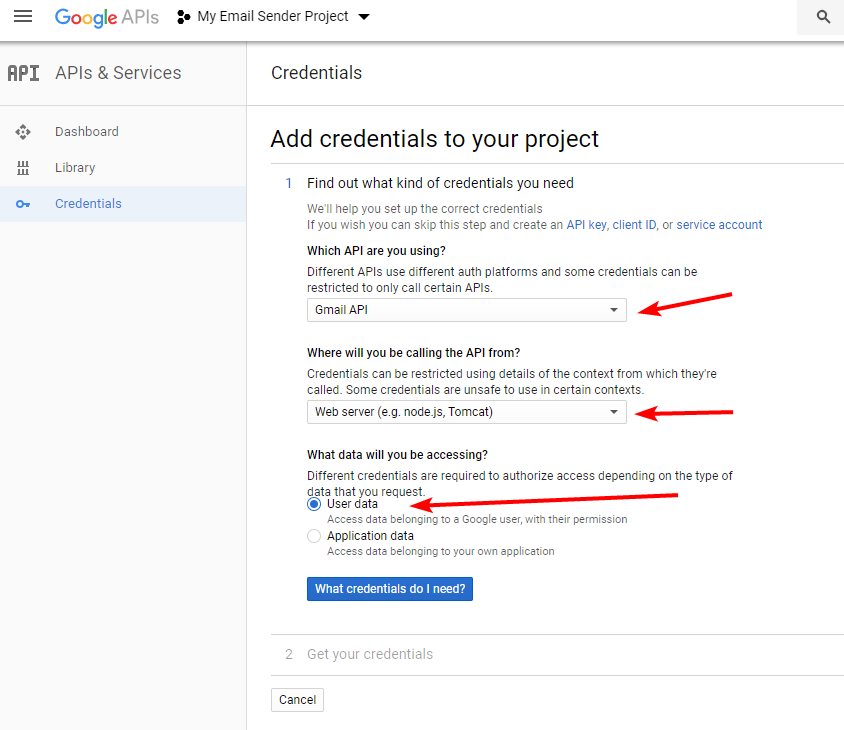 Google APIs My Email Sender Project
API APIs & Services
Credentials
Dashboard
Library
Credentials
Add credentials to your project
1 Find out what kind of credentials you need
We'll help you set up the correct credentials
If you wish you can skip this step and create an API key, client ID, or service account
Which API are you using?
Different APIs use different auth platforms and some credentials can be
restricted to only call certain APIs.
Gmail API
Where will you be calling the API from?
Credentials can be restricted using details of the context from which they're
called. Some credentials are unsafe to use in certain contexts.
Web server (e.g. node.js, Tomcat)
What data will you be accessing?
Different credentials are required to authorize access depending on the type of
data that you request.
User data
Access data belonging to a Google user, with their permission
Application data
Access data belonging to your own application
What credentials do I need?
2 Get your credentials
Cancel